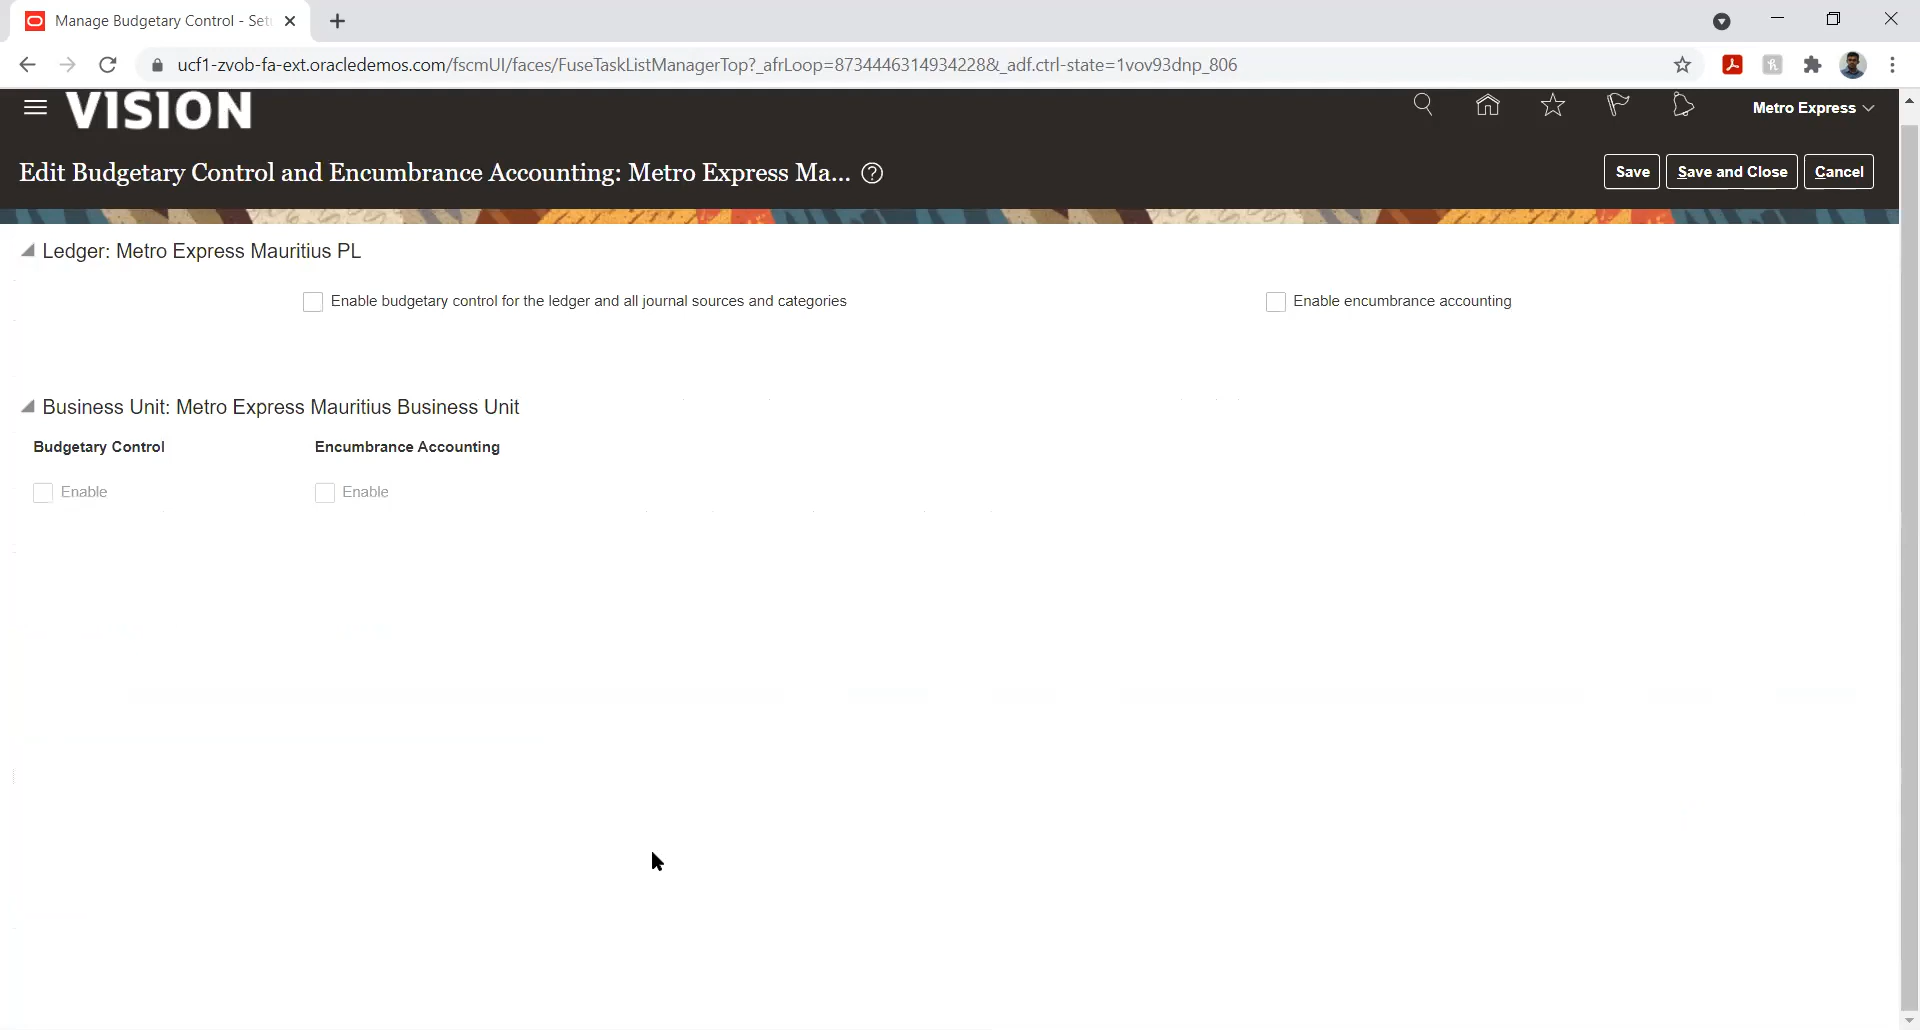 Manage Budgetary Control - Set
ucf1-zvob-fa-ext.oracledemos.com/fscmUI/faces/FuseTaskListManagerTop?_afrLoop=8734446314934228&_adf.ctrl-state=1vov93dnp_806
VISION
Metro Express
Edit Budgetary Control and Encumbrance Accounting: Metro Express Ma...
Save
Save and Close
Cancel
Ledger: Metro Express Mauritius PL
Enable budgetary control for the ledger and all journal sources and categories
Enable encumbrance accounting
Business Unit: Metro Express Mauritius Business Unit
Budgetary Control
Encumbrance Accounting
Enable
Enable